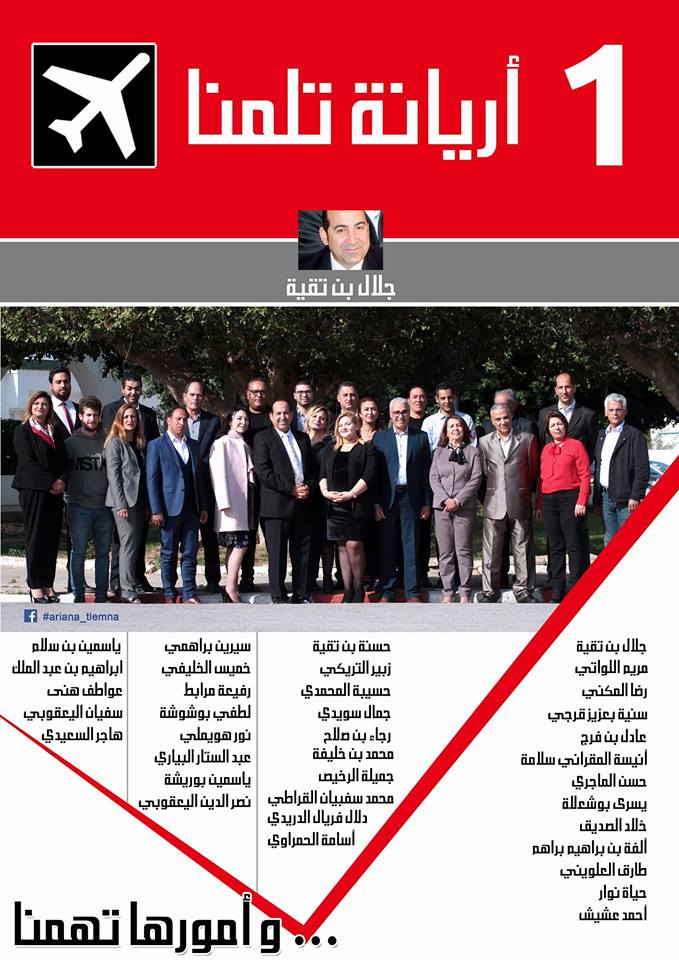 1 أريانة تلمنا
جلال بن تقية
#ariana_tlemna
جلال بن تقية
مريم اللواتي
رضا المكني
سنية بعزيز قرجي
عادل بن فرج
أنيسة المقراني سلامة
حسن الماجري
يسرى بوشعالة
خلاد الصديق
ألفة بن براهيم براهم
طارق العلويني
حياة نوار
أحمد عشيش
حسنة بن تقية
زبير التريكي
حسيبة المحمدي
جمال سويدي
رجاء بن صالح
محمد بن خليفة
جميلة الرخيص
محمد سفيان القراطي
دلال فريال الدريدي
أسامة الحمراوي
سيرين براهمي
خميس الخليفي
رفيعة مرابط
لطفي بوشوشة
نور هويملي
عبد الستار البياري
ياسمين بوريشة
نصر الدين اليعقوبي
ياسمين بن سلام
ابراهيم بن عبد الملك
عواطف هنى
سفيان اليعقوبي
هاجر السعيدي
... و أمورها تهمنا